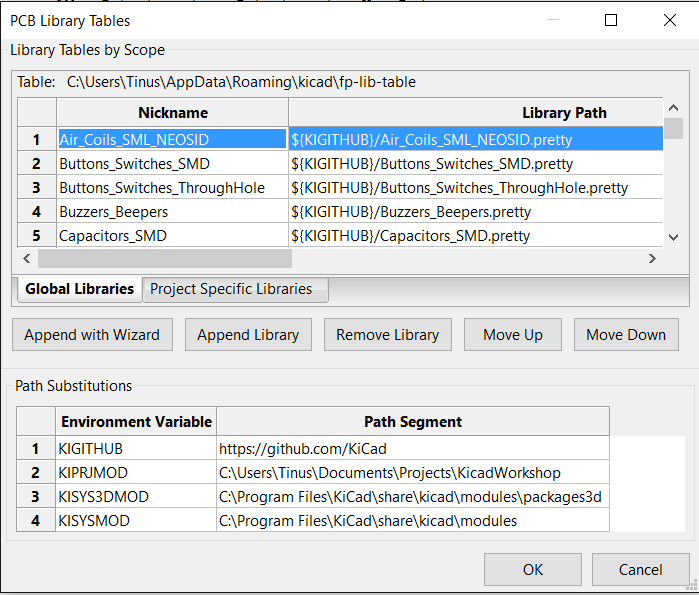 PCB Library Tables
Library Tables by Scope
Table: C:\Users\Tinus\AppData\Roaming\kicad\fp-lib-table
Nickname Library Path
1 Air_Coils_SML_NEOSID ${KIGITHUB}/Air_Coils_SML_NEOSID.pretty
2 Buttons_Switches_SMD ${KIGITHUB}/Buttons_Switches_SMD.pretty
3 Buttons_Switches_ThroughHole ${KIGITHUB}/Buttons_Switches_ThroughHole.pretty
4 Buzzers_Beepers ${KIGITHUB}/Buzzers_Beepers.pretty
5 Capacitors_SMD ${KIGITHUB}/Capacitors_SMD.pretty
Global Libraries Project Specific Libraries
Append with Wizard Append Library Remove Library Move Up Move Down
Path Substitutions
Environment Variable Path Segment
1 KIGITHUB https://github.com/KiCad
2 KIPRJMOD C:\Users\Tinus\Documents\Projects\KicadWorkshop
3 KISYS3DMOD C:\Program Files\KiCad\share\kicad\modules\packages3d
4 KISYSMOD C:\Program Files\KiCad\share\kicad\modules
OK Cancel